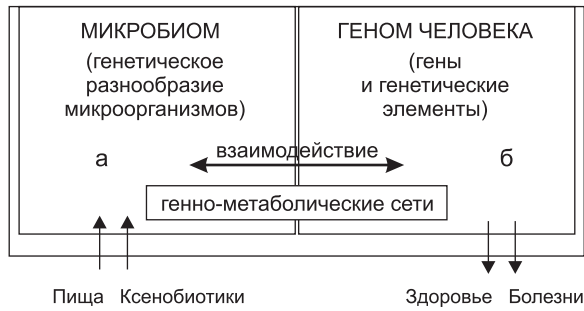 МИКРОБИОМ
(генетическое
разнообразие
микроорганизмов)
а
ГЕНОМ ЧЕЛОВЕКА
(гены
и генетические
элементы)
б
взаимодействие
генно-метаболические сети
Пища Ксенобиотики
Здоровье Болезни